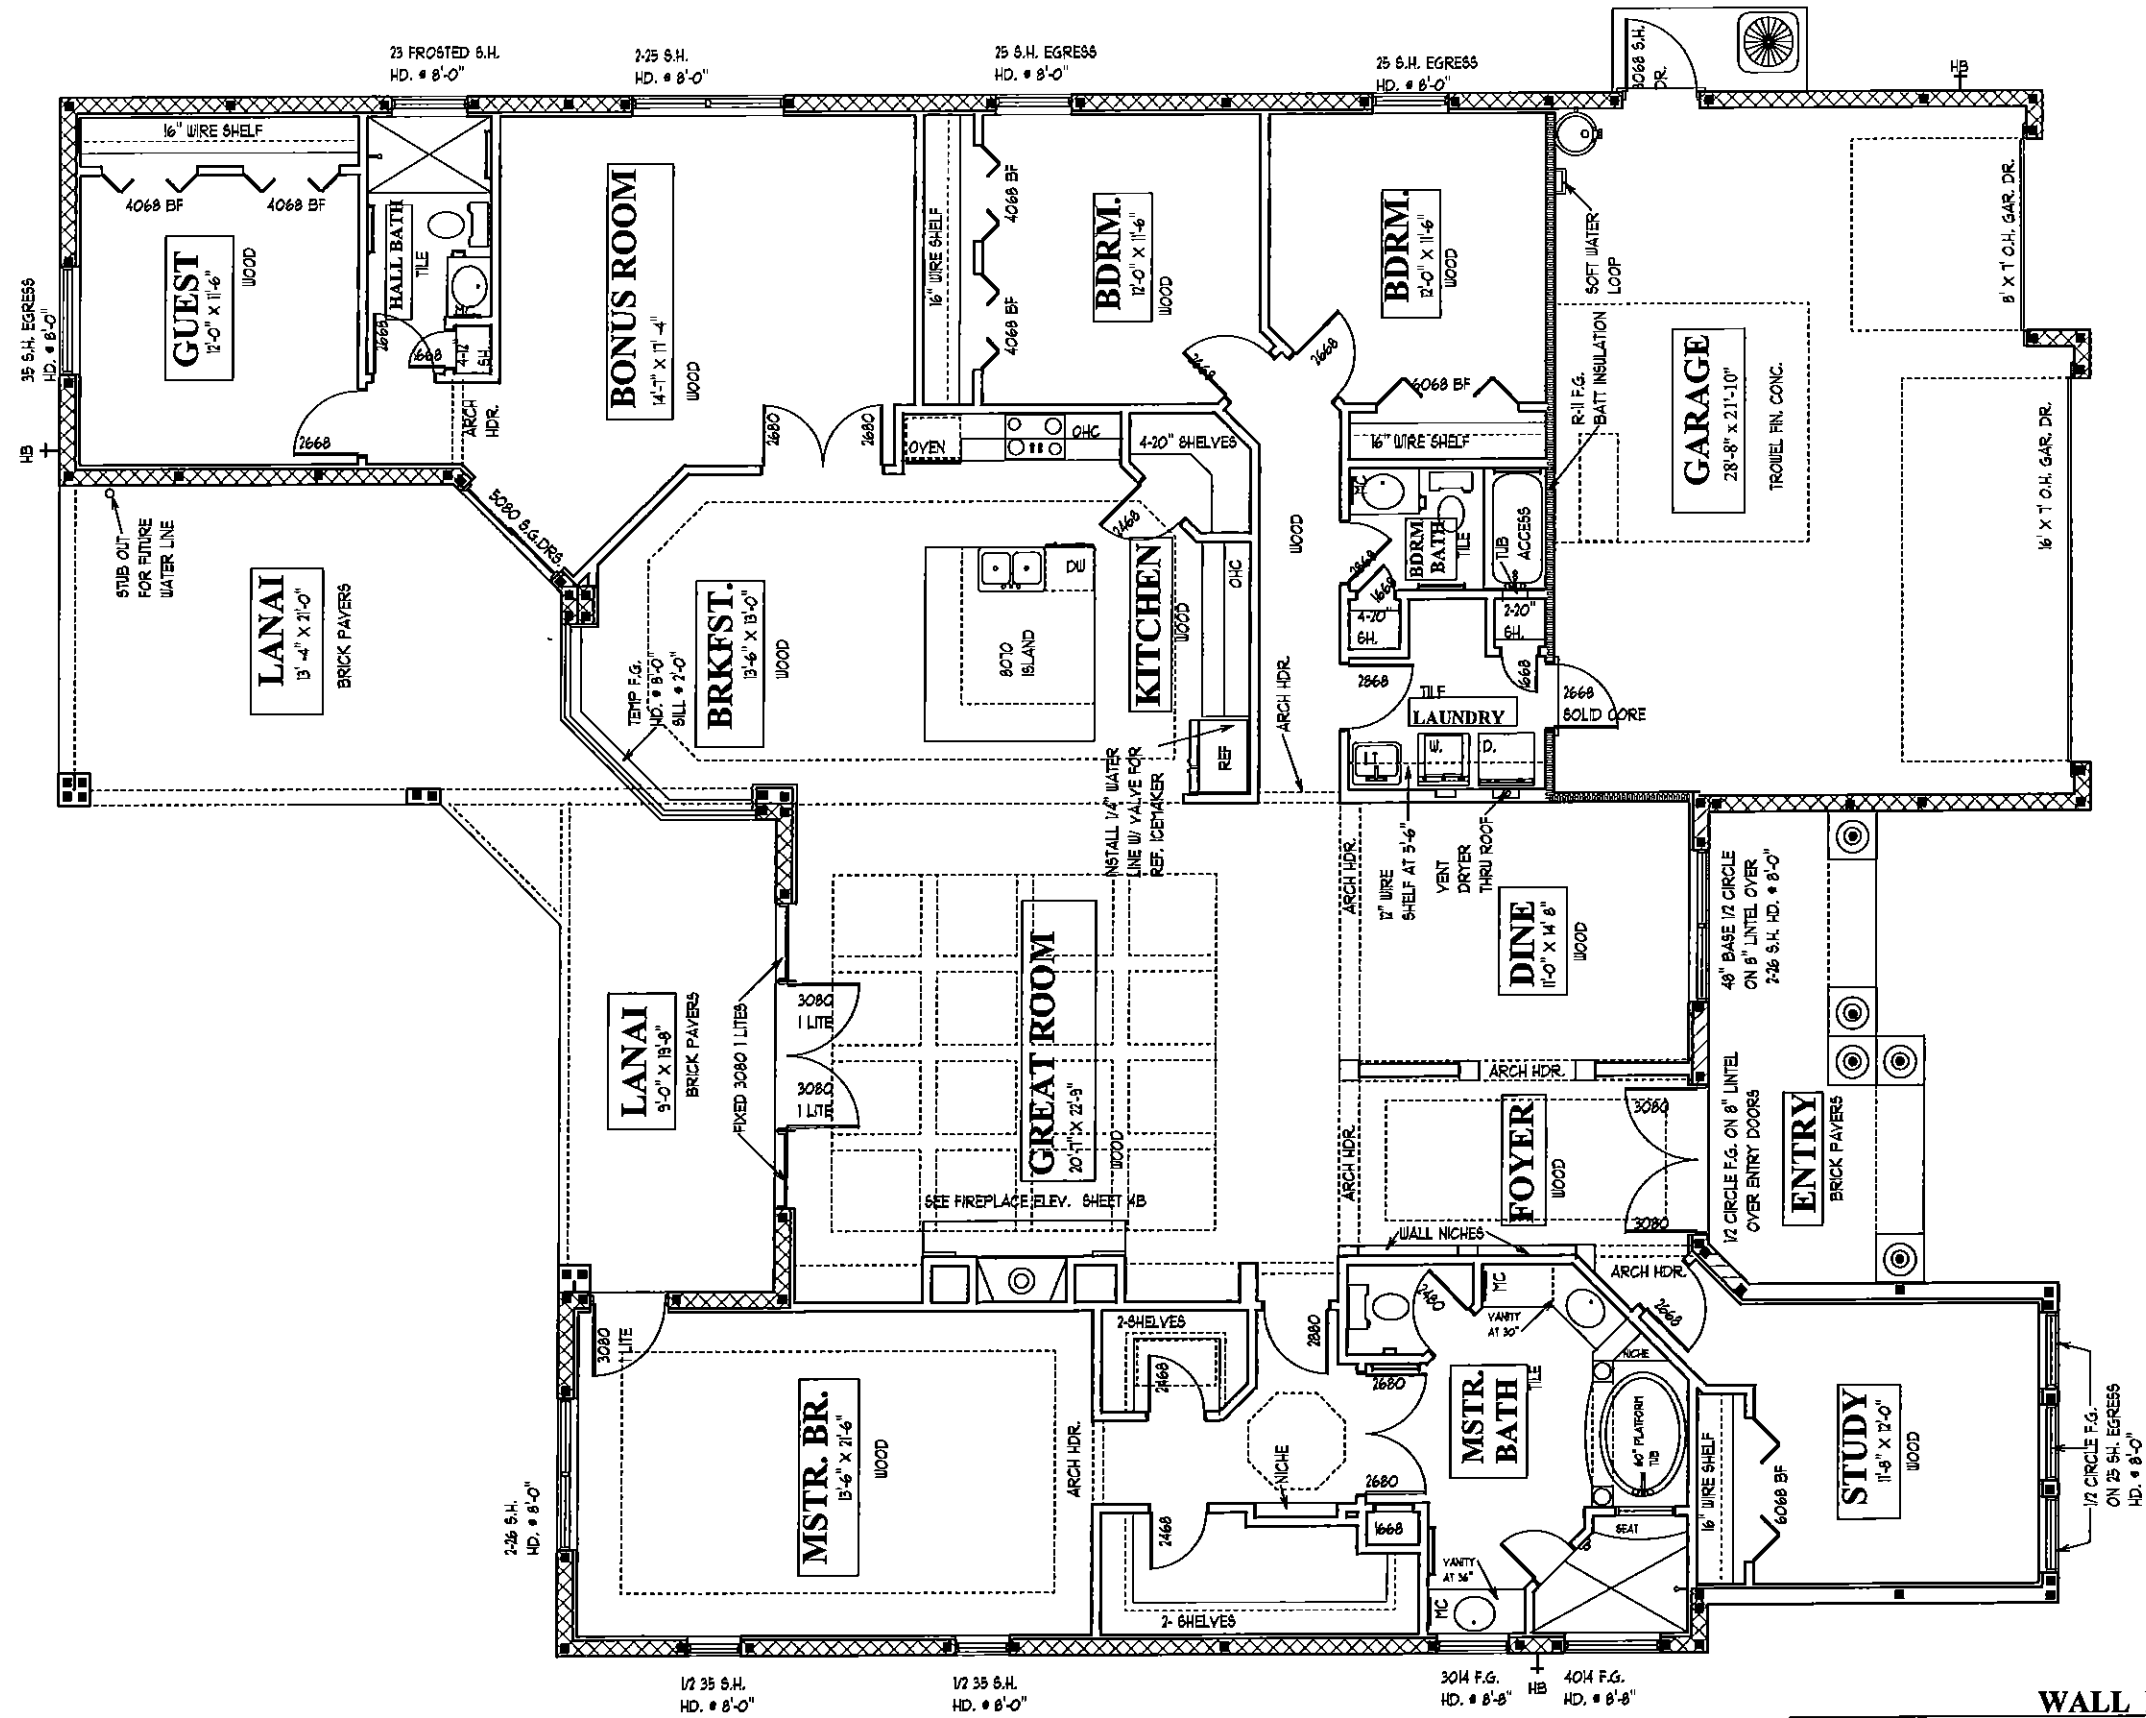 23 FROSTED S.H.
HD. @ 8'-0"
2-25 S.H.
HD. @ 8'-0"
25 S.H. EGRESS
HD. @ 8'-0"
25 S.H. EGRESS
HD. @ 8'-0"
3068 S.H.
DR.
HB
16" WIRE SHELF
4068 BF
4068 BF
35 S.H. EGRESS
HD. @ 8'-0"
HB
GUEST
12'-0" X 11'-6"
WOOD
2668
HALL BATH
TILE
MC
2668
1668
4-12"
SH.
ARCH
HDR.
BONUS ROOM
14'-7" X 17'-4"
WOOD
2680
2680
16" WIRE SHELF
4068 BF
4068 BF
BDRM.
12'-0" X 11'-6"
WOOD
2668
BDRM.
12'-0" X 11'-6"
WOOD
2668
6068 BF
16" WIRE SHELF
SOFT WATER
LOOP
R-11 F.G.
BATT INSULATION
GARAGE
28'-8" x 21'-10"
TROWEL FIN. CONC.
8' X 7' O.H. GAR. DR.
16' X 7' O.H. GAR. DR.
OVEN
OHC
4-20" SHELVES
2468
5080 S.G.DRS.
STUB OUT
FOR FUTURE
WATER LINE
LANAI
13'-4" X 21'-0"
BRICK PAVERS
TEMP F.G.
HD. @ 8'-0"
SILL @ 2'-0"
BRKFST.
13'-6" X 13'-0"
WOOD
DW
8070
ISLAND
KITCHEN
WOOD
OHC
REF
INSTALL 1/4" WATER
LINE W/ VALVE FOR
REF. ICEMAKER
WOOD
ARCH HDR.
MC
BDRM
BATH
TILE
TUB
ACCESS
2668
1668
4-20"
SH.
2-20"
SH.
1668
2868
TILE
LAUNDRY
2668
SOLID CORE
LT
W.
D.
12" WIRE
SHELF AT 5'-6"
VENT
DRYER
THRU ROOF
ARCH HDR.
DINE
11'-0" X 14' 8"
WOOD
48" BASE 1/2 CIRCLE
ON 8" LINTEL OVER
2-26 S.H. HD. @ 8'-0"
LANAI
9'-0" X 19'-8"
BRICK PAVERS
FIXED 3080 1 LITES
3080
1 LITE
3080
1 LITE
GREAT ROOM
20'-7" X 22'-9"
WOOD
SEE FIREPLACE ELEV. SHEET 4B
ARCH HDR.
ARCH HDR.
FOYER
WOOD
3080
3080
1/2 CIRCLE F.G. ON 8" LINTEL
OVER ENTRY DOORS
ENTRY
BRICK PAVERS
WALL NICHES
ARCH HDR.
2668
3080
1 LITE
2-SHELVES
2468
2880
2480
MC
VANITY
AT 30"
NICHE
2680
2680
MSTR.
BATH
TILE
60" PLATFORM
TUB
SEAT
MSTR. BR.
13'-6" X 21'-6"
WOOD
ARCH HDR.
NICHE
2468
1668
2- SHELVES
VANITY
AT 36"
MC
16" WIRE SHELF
6068 BF
STUDY
11'-8" X 12'-0"
WOOD
1/2 CIRCLE F.G.
ON 25 SH. EGRESS
HD. @ 8'-0"
2-26 S.H.
HD. @ 8'-0"
1/2 35 S.H.
HD. @ 8'-0"
1/2 35 S.H.
HD. @ 8'-0"
3014 F.G.
HD. @ 8'-8"
HB
4014 F.G.
HD. @ 8'-8"
WALL